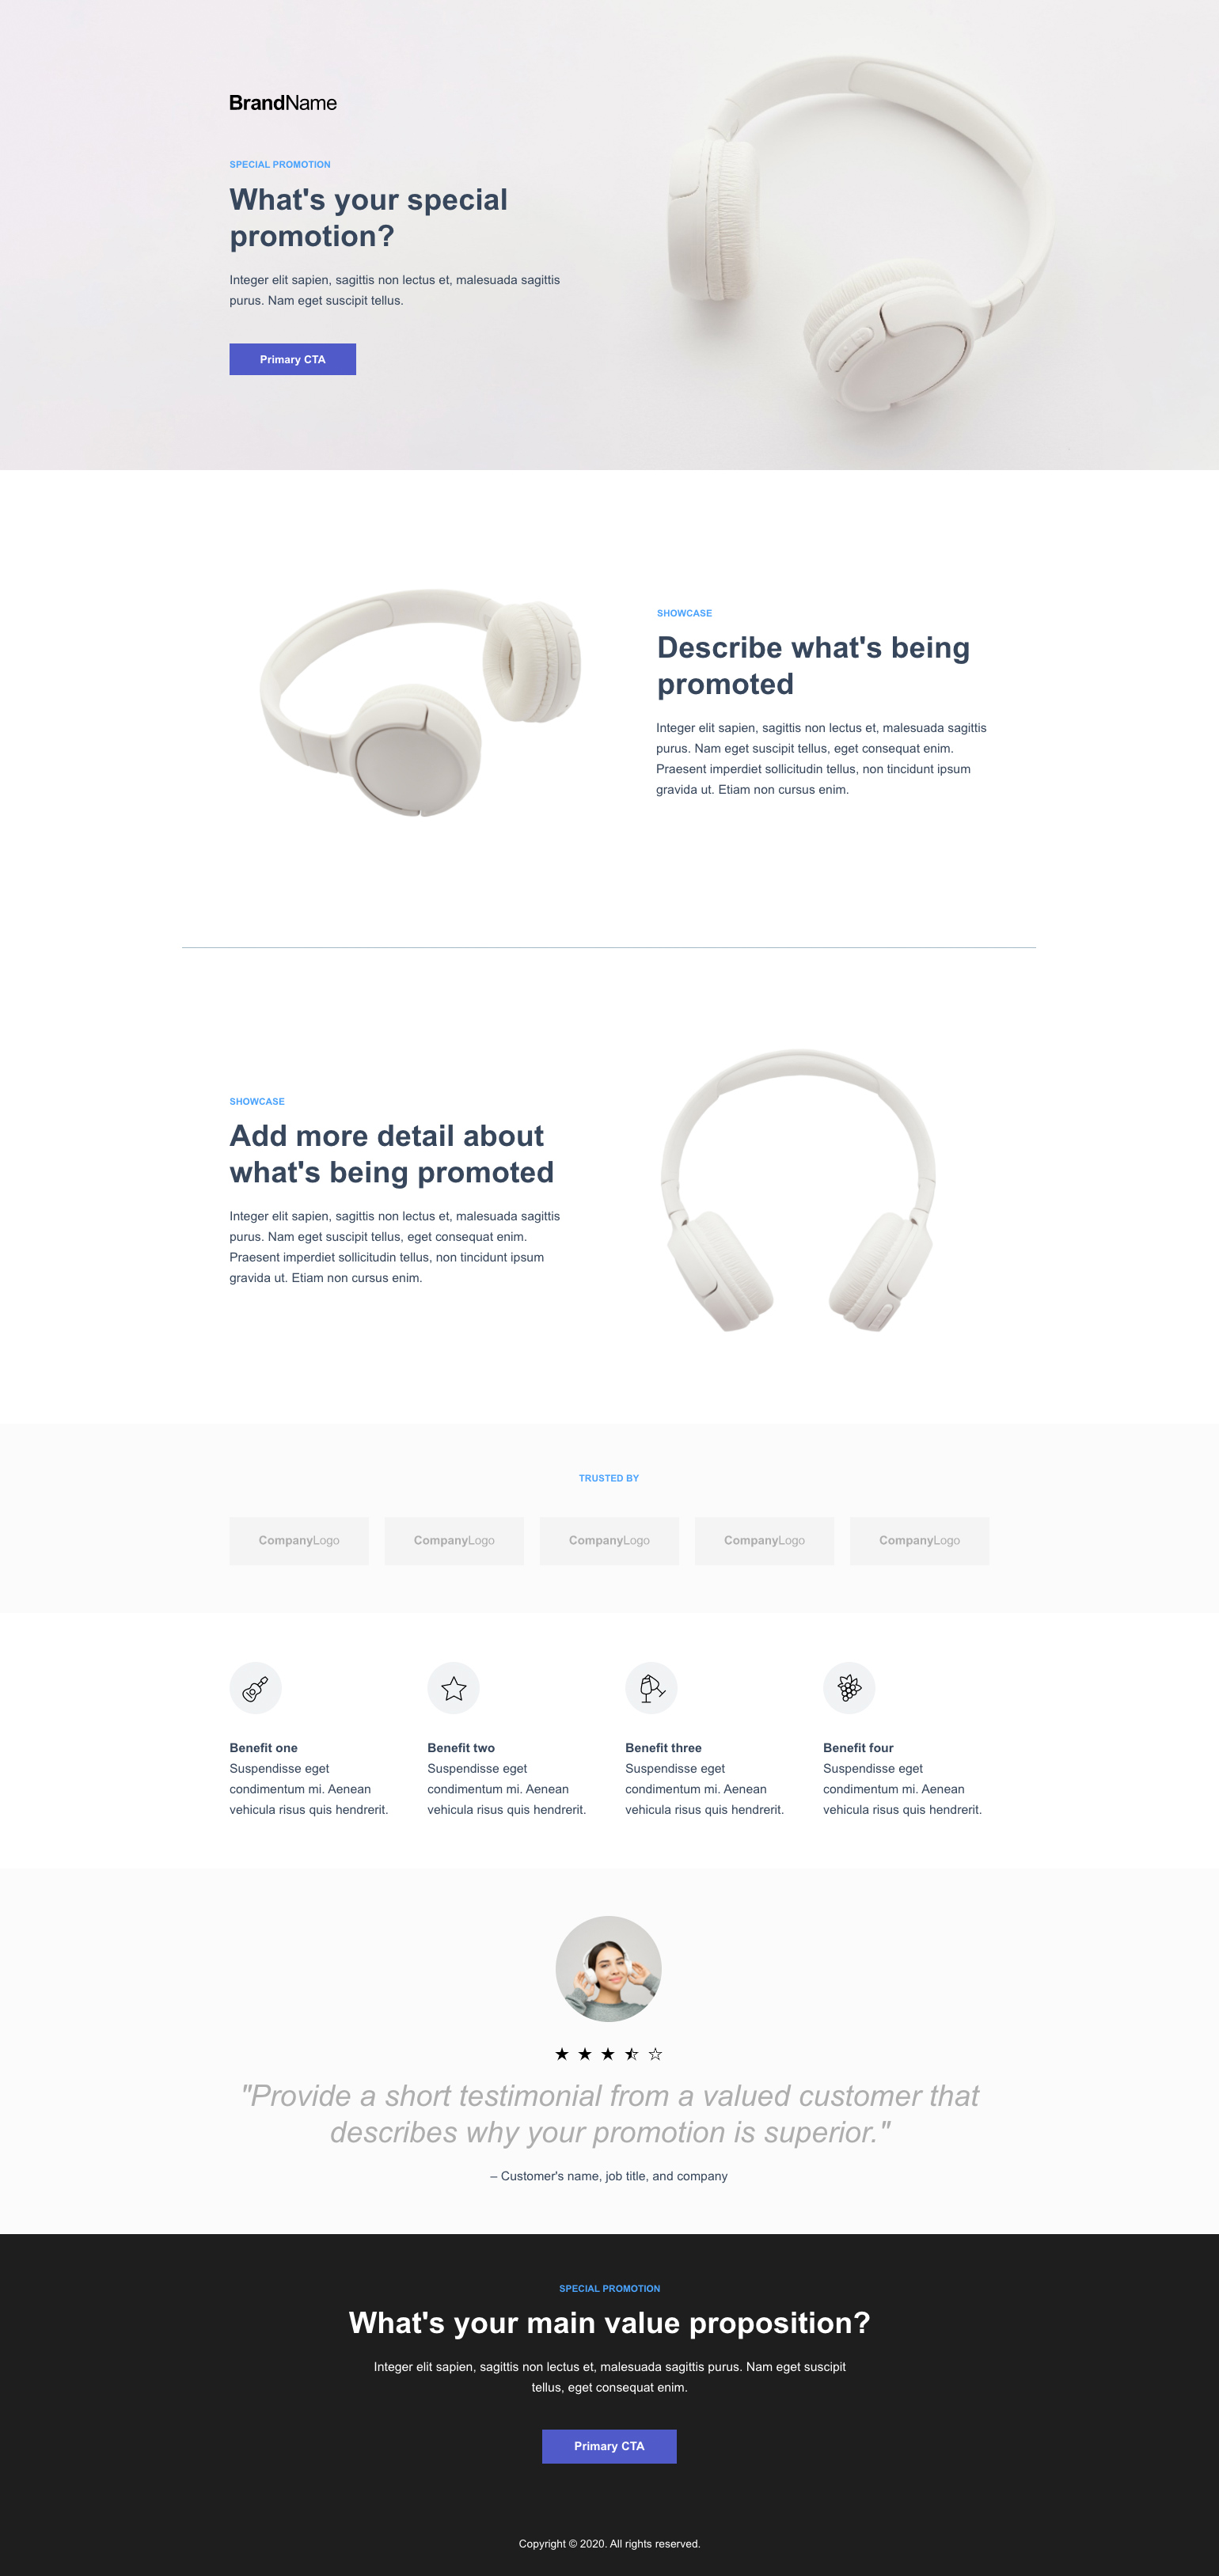 BrandName
SPECIAL PROMOTION
What's your special
promotion?
Integer elit sapien, sagittis non lectus et, malesuada sagittis
purus. Nam eget suscipit tellus.
Primary CTA
SHOWCASE
Describe what's being
promoted
Integer elit sapien, sagittis non lectus et, malesuada sagittis
purus. Nam eget suscipit tellus, eget consequat enim.
Praesent imperdiet sollicitudin tellus, non tincidunt ipsum
gravida ut. Etiam non cursus enim.
SHOWCASE
Add more detail about
what's being promoted
Integer elit sapien, sagittis non lectus et, malesuada sagittis
purus. Nam eget suscipit tellus, eget consequat enim.
Praesent imperdiet sollicitudin tellus, non tincidunt ipsum
gravida ut. Etiam non cursus enim.
TRUSTED BY
CompanyLogo CompanyLogo CompanyLogo CompanyLogo CompanyLogo
Benefit one
Suspendisse eget
condimentum mi. Aenean
vehicula risus quis hendrerit.
Benefit two
Suspendisse eget
condimentum mi. Aenean
vehicula risus quis hendrerit.
Benefit three
Suspendisse eget
condimentum mi. Aenean
vehicula risus quis hendrerit.
Benefit four
Suspendisse eget
condimentum mi. Aenean
vehicula risus quis hendrerit.
"Provide a short testimonial from a valued customer that
describes why your promotion is superior."
– Customer's name, job title, and company
SPECIAL PROMOTION
What's your main value proposition?
Integer elit sapien, sagittis non lectus et, malesuada sagittis purus. Nam eget suscipit
tellus, eget consequat enim.
Primary CTA
Copyright © 2020. All rights reserved.